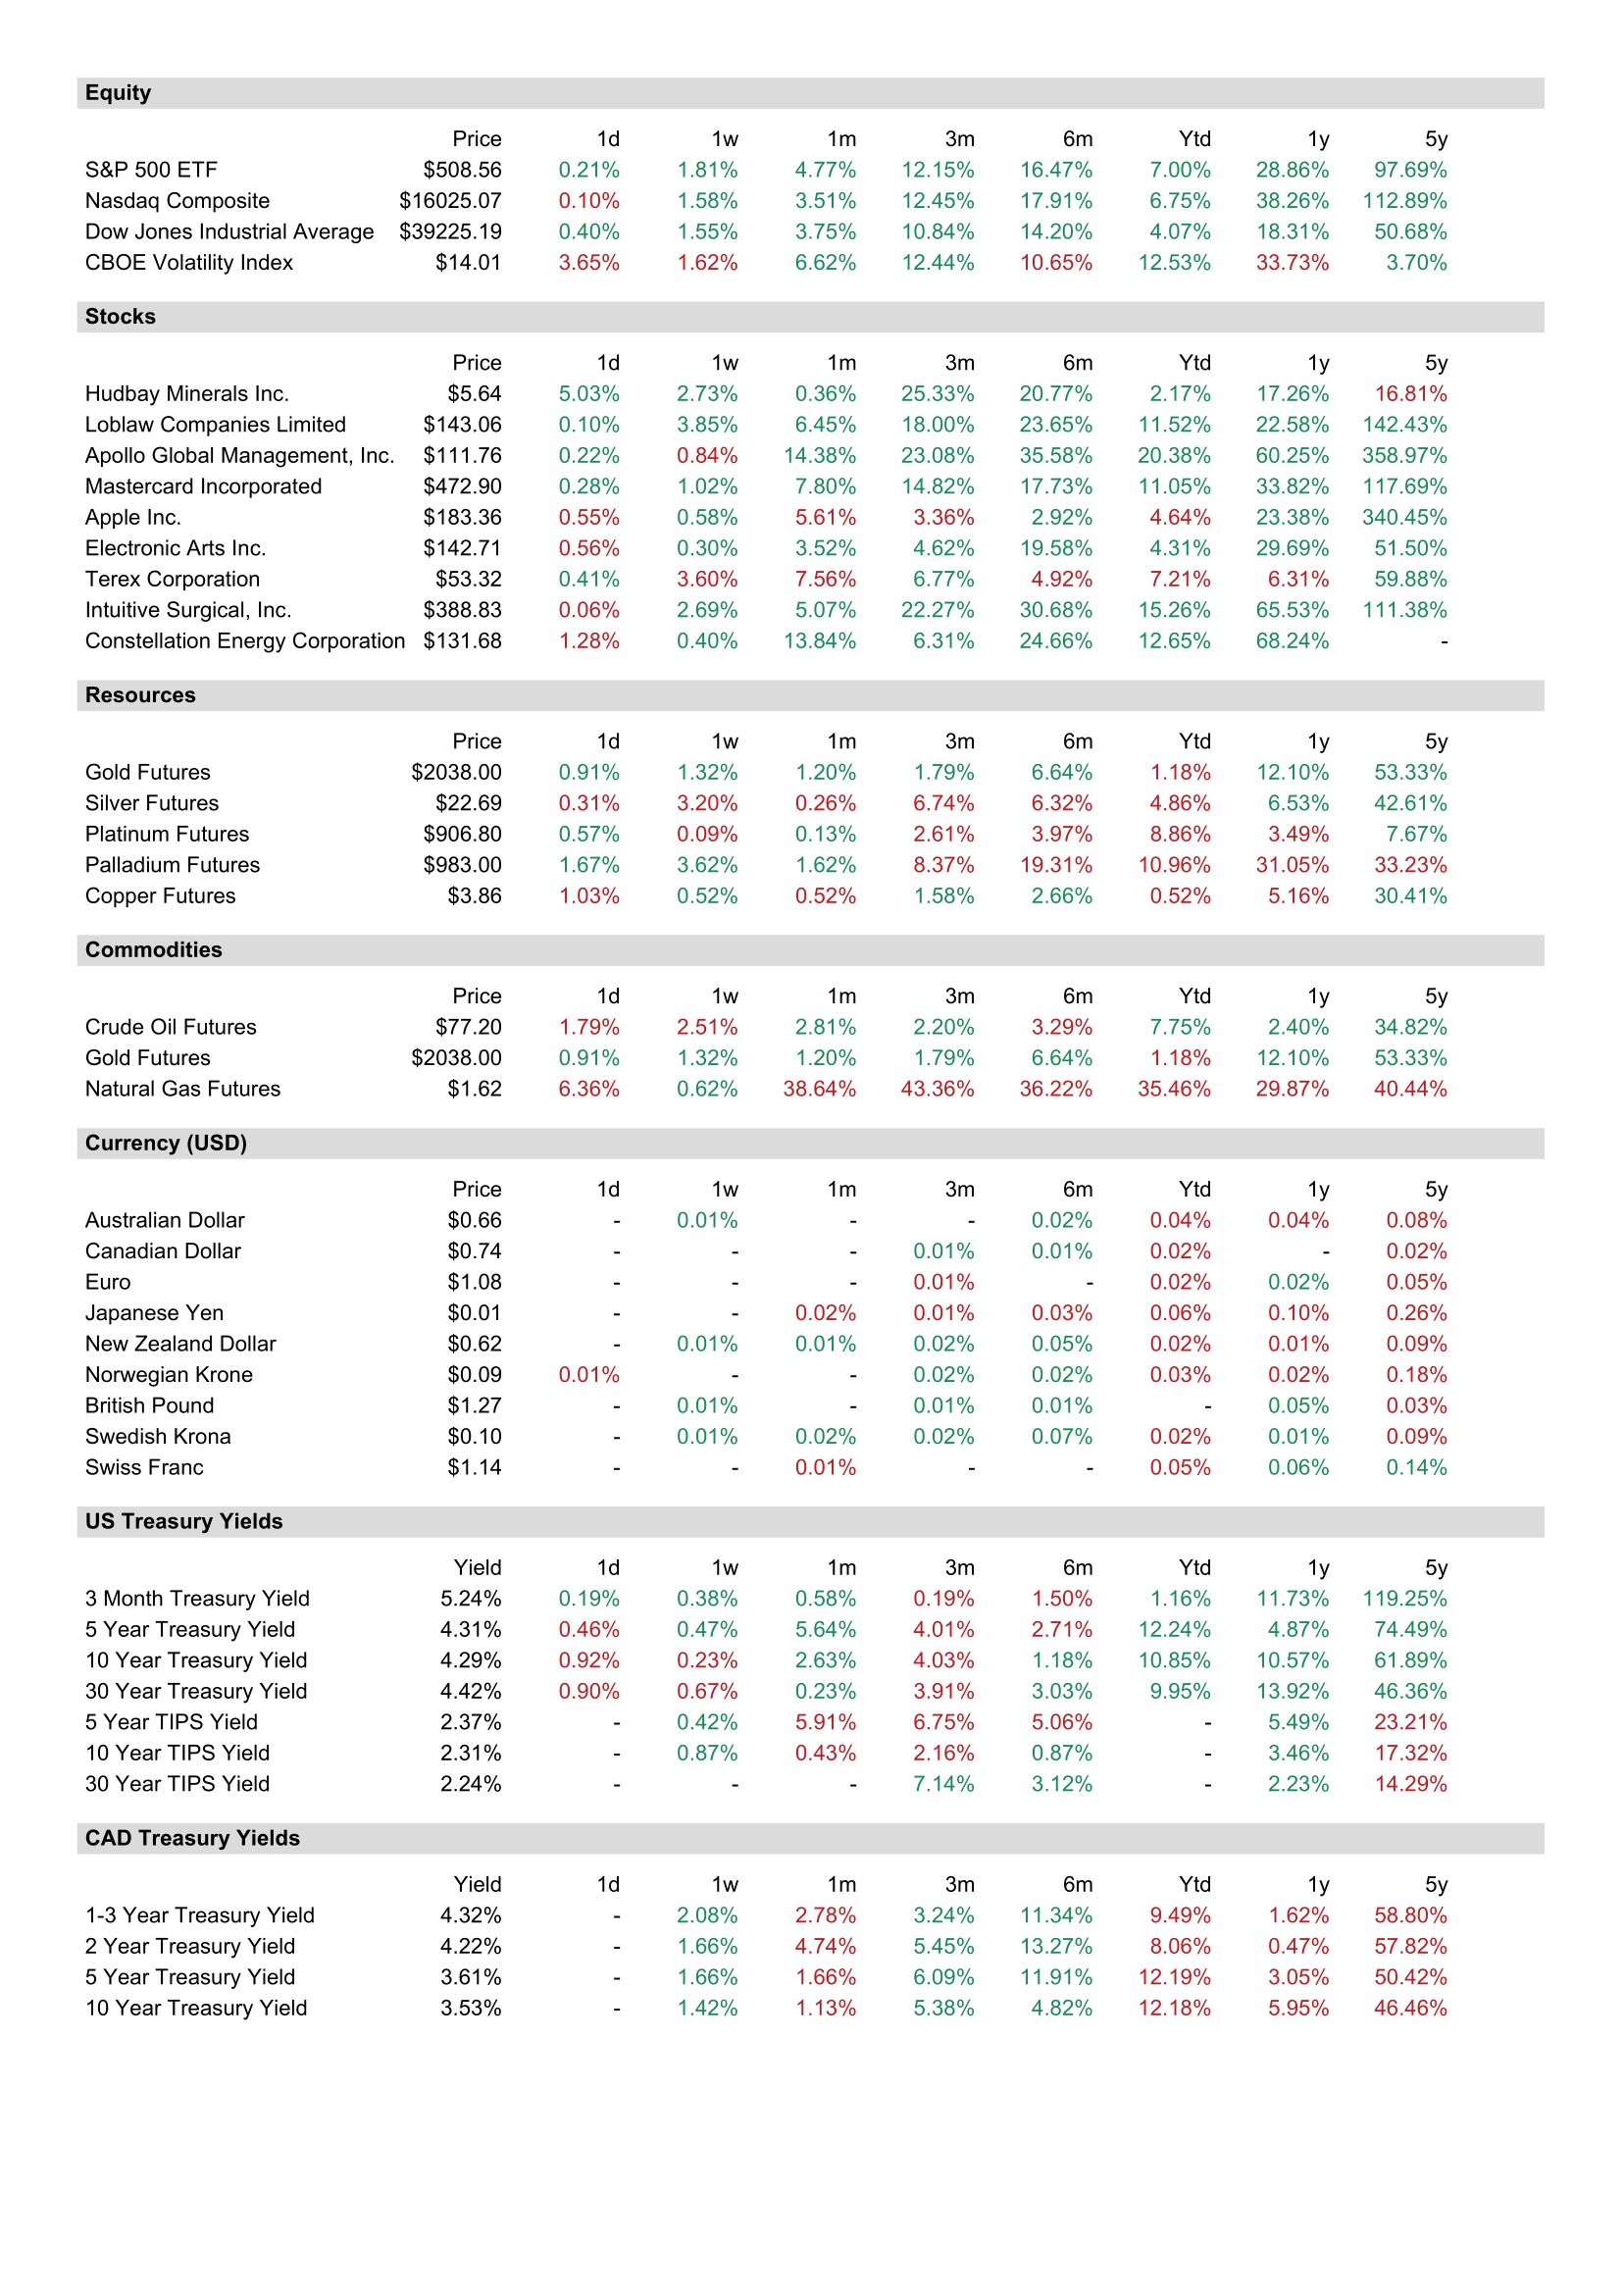 Equity
Price 1d 1w 1m 3m 6m Ytd 1y 5y
S&P 500 ETF $508.56 0.21% 1.81% 4.77% 12.15% 16.47% 7.00% 28.86% 97.69%
Nasdaq Composite $16025.07 0.10% 1.58% 3.51% 12.45% 17.91% 6.75% 38.26% 112.89%
Dow Jones Industrial Average $39225.19 0.40% 1.55% 3.75% 10.84% 14.20% 4.07% 18.31% 50.68%
CBOE Volatility Index $14.01 3.65% 1.62% 6.62% 12.44% 10.65% 12.53% 33.73% 3.70%
Stocks
Price 1d 1w 1m 3m 6m Ytd 1y 5y
Hudbay Minerals Inc. $5.64 5.03% 2.73% 0.36% 25.33% 20.77% 2.17% 17.26% 16.81%
Loblaw Companies Limited $143.06 0.10% 3.85% 6.45% 18.00% 23.65% 11.52% 22.58% 142.43%
Apollo Global Management, Inc. $111.76 0.22% 0.84% 14.38% 23.08% 35.58% 20.38% 60.25% 358.97%
Mastercard Incorporated $472.90 0.28% 1.02% 7.80% 14.82% 17.73% 11.05% 33.82% 117.69%
Apple Inc. $183.36 0.55% 0.58% 5.61% 3.36% 2.92% 4.64% 23.38% 340.45%
Electronic Arts Inc. $142.71 0.56% 0.30% 3.52% 4.62% 19.58% 4.31% 29.69% 51.50%
Terex Corporation $53.32 0.41% 3.60% 7.56% 6.77% 4.92% 7.21% 6.31% 59.88%
Intuitive Surgical, Inc. $388.83 0.06% 2.69% 5.07% 22.27% 30.68% 15.26% 65.53% 111.38%
Constellation Energy Corporation $131.68 1.28% 0.40% 13.84% 6.31% 24.66% 12.65% 68.24% -
Resources
Price 1d 1w 1m 3m 6m Ytd 1y 5y
Gold Futures $2038.00 0.91% 1.32% 1.20% 1.79% 6.64% 1.18% 12.10% 53.33%
Silver Futures $22.69 0.31% 3.20% 0.26% 6.74% 6.32% 4.86% 6.53% 42.61%
Platinum Futures $906.80 0.57% 0.09% 0.13% 2.61% 3.97% 8.86% 3.49% 7.67%
Palladium Futures $983.00 1.67% 3.62% 1.62% 8.37% 19.31% 10.96% 31.05% 33.23%
Copper Futures $3.86 1.03% 0.52% 0.52% 1.58% 2.66% 0.52% 5.16% 30.41%
Commodities
Price 1d 1w 1m 3m 6m Ytd 1y 5y
Crude Oil Futures $77.20 1.79% 2.51% 2.81% 2.20% 3.29% 7.75% 2.40% 34.82%
Gold Futures $2038.00 0.91% 1.32% 1.20% 1.79% 6.64% 1.18% 12.10% 53.33%
Natural Gas Futures $1.62 6.36% 0.62% 38.64% 43.36% 36.22% 35.46% 29.87% 40.44%
Currency (USD)
Price 1d 1w 1m 3m 6m Ytd 1y 5y
Australian Dollar $0.66 - 0.01% - - 0.02% 0.04% 0.04% 0.08%
Canadian Dollar $0.74 - - - 0.01% 0.01% 0.02% - 0.02%
Euro $1.08 - - - 0.01% - 0.02% 0.02% 0.05%
Japanese Yen $0.01 - - 0.02% 0.01% 0.03% 0.06% 0.10% 0.26%
New Zealand Dollar $0.62 - 0.01% 0.01% 0.02% 0.05% 0.02% 0.01% 0.09%
Norwegian Krone $0.09 0.01% - - 0.02% 0.02% 0.03% 0.02% 0.18%
British Pound $1.27 - 0.01% - 0.01% 0.01% - 0.05% 0.03%
Swedish Krona $0.10 - 0.01% 0.02% 0.02% 0.07% 0.02% 0.01% 0.09%
Swiss Franc $1.14 - - 0.01% - - 0.05% 0.06% 0.14%
US Treasury Yields
Yield 1d 1w 1m 3m 6m Ytd 1y 5y
3 Month Treasury Yield 5.24% 0.19% 0.38% 0.58% 0.19% 1.50% 1.16% 11.73% 119.25%
5 Year Treasury Yield 4.31% 0.46% 0.47% 5.64% 4.01% 2.71% 12.24% 4.87% 74.49%
10 Year Treasury Yield 4.29% 0.92% 0.23% 2.63% 4.03% 1.18% 10.85% 10.57% 61.89%
30 Year Treasury Yield 4.42% 0.90% 0.67% 0.23% 3.91% 3.03% 9.95% 13.92% 46.36%
5 Year TIPS Yield 2.37% - 0.42% 5.91% 6.75% 5.06% - 5.49% 23.21%
10 Year TIPS Yield 2.31% - 0.87% 0.43% 2.16% 0.87% - 3.46% 17.32%
30 Year TIPS Yield 2.24% - - - 7.14% 3.12% - 2.23% 14.29%
CAD Treasury Yields
Yield 1d 1w 1m 3m 6m Ytd 1y 5y
1-3 Year Treasury Yield 4.32% - 2.08% 2.78% 3.24% 11.34% 9.49% 1.62% 58.80%
2 Year Treasury Yield 4.22% - 1.66% 4.74% 5.45% 13.27% 8.06% 0.47% 57.82%
5 Year Treasury Yield 3.61% - 1.66% 1.66% 6.09% 11.91% 12.19% 3.05% 50.42%
10 Year Treasury Yield 3.53% - 1.42% 1.13% 5.38% 4.82% 12.18% 5.95% 46.46%